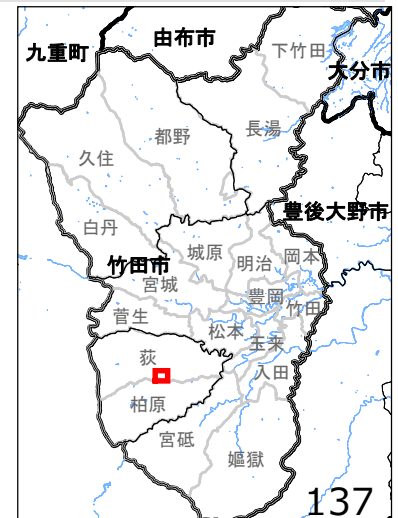 由布市
九重町
下竹田
大分市
都野
長湯
久住
白丹
豊後大野市
城原
岡本
明治
竹田市
宮城
豊岡
竹田
菅生
松本
玉来
荻
入田
柏原
宮砥
嫗獄
137